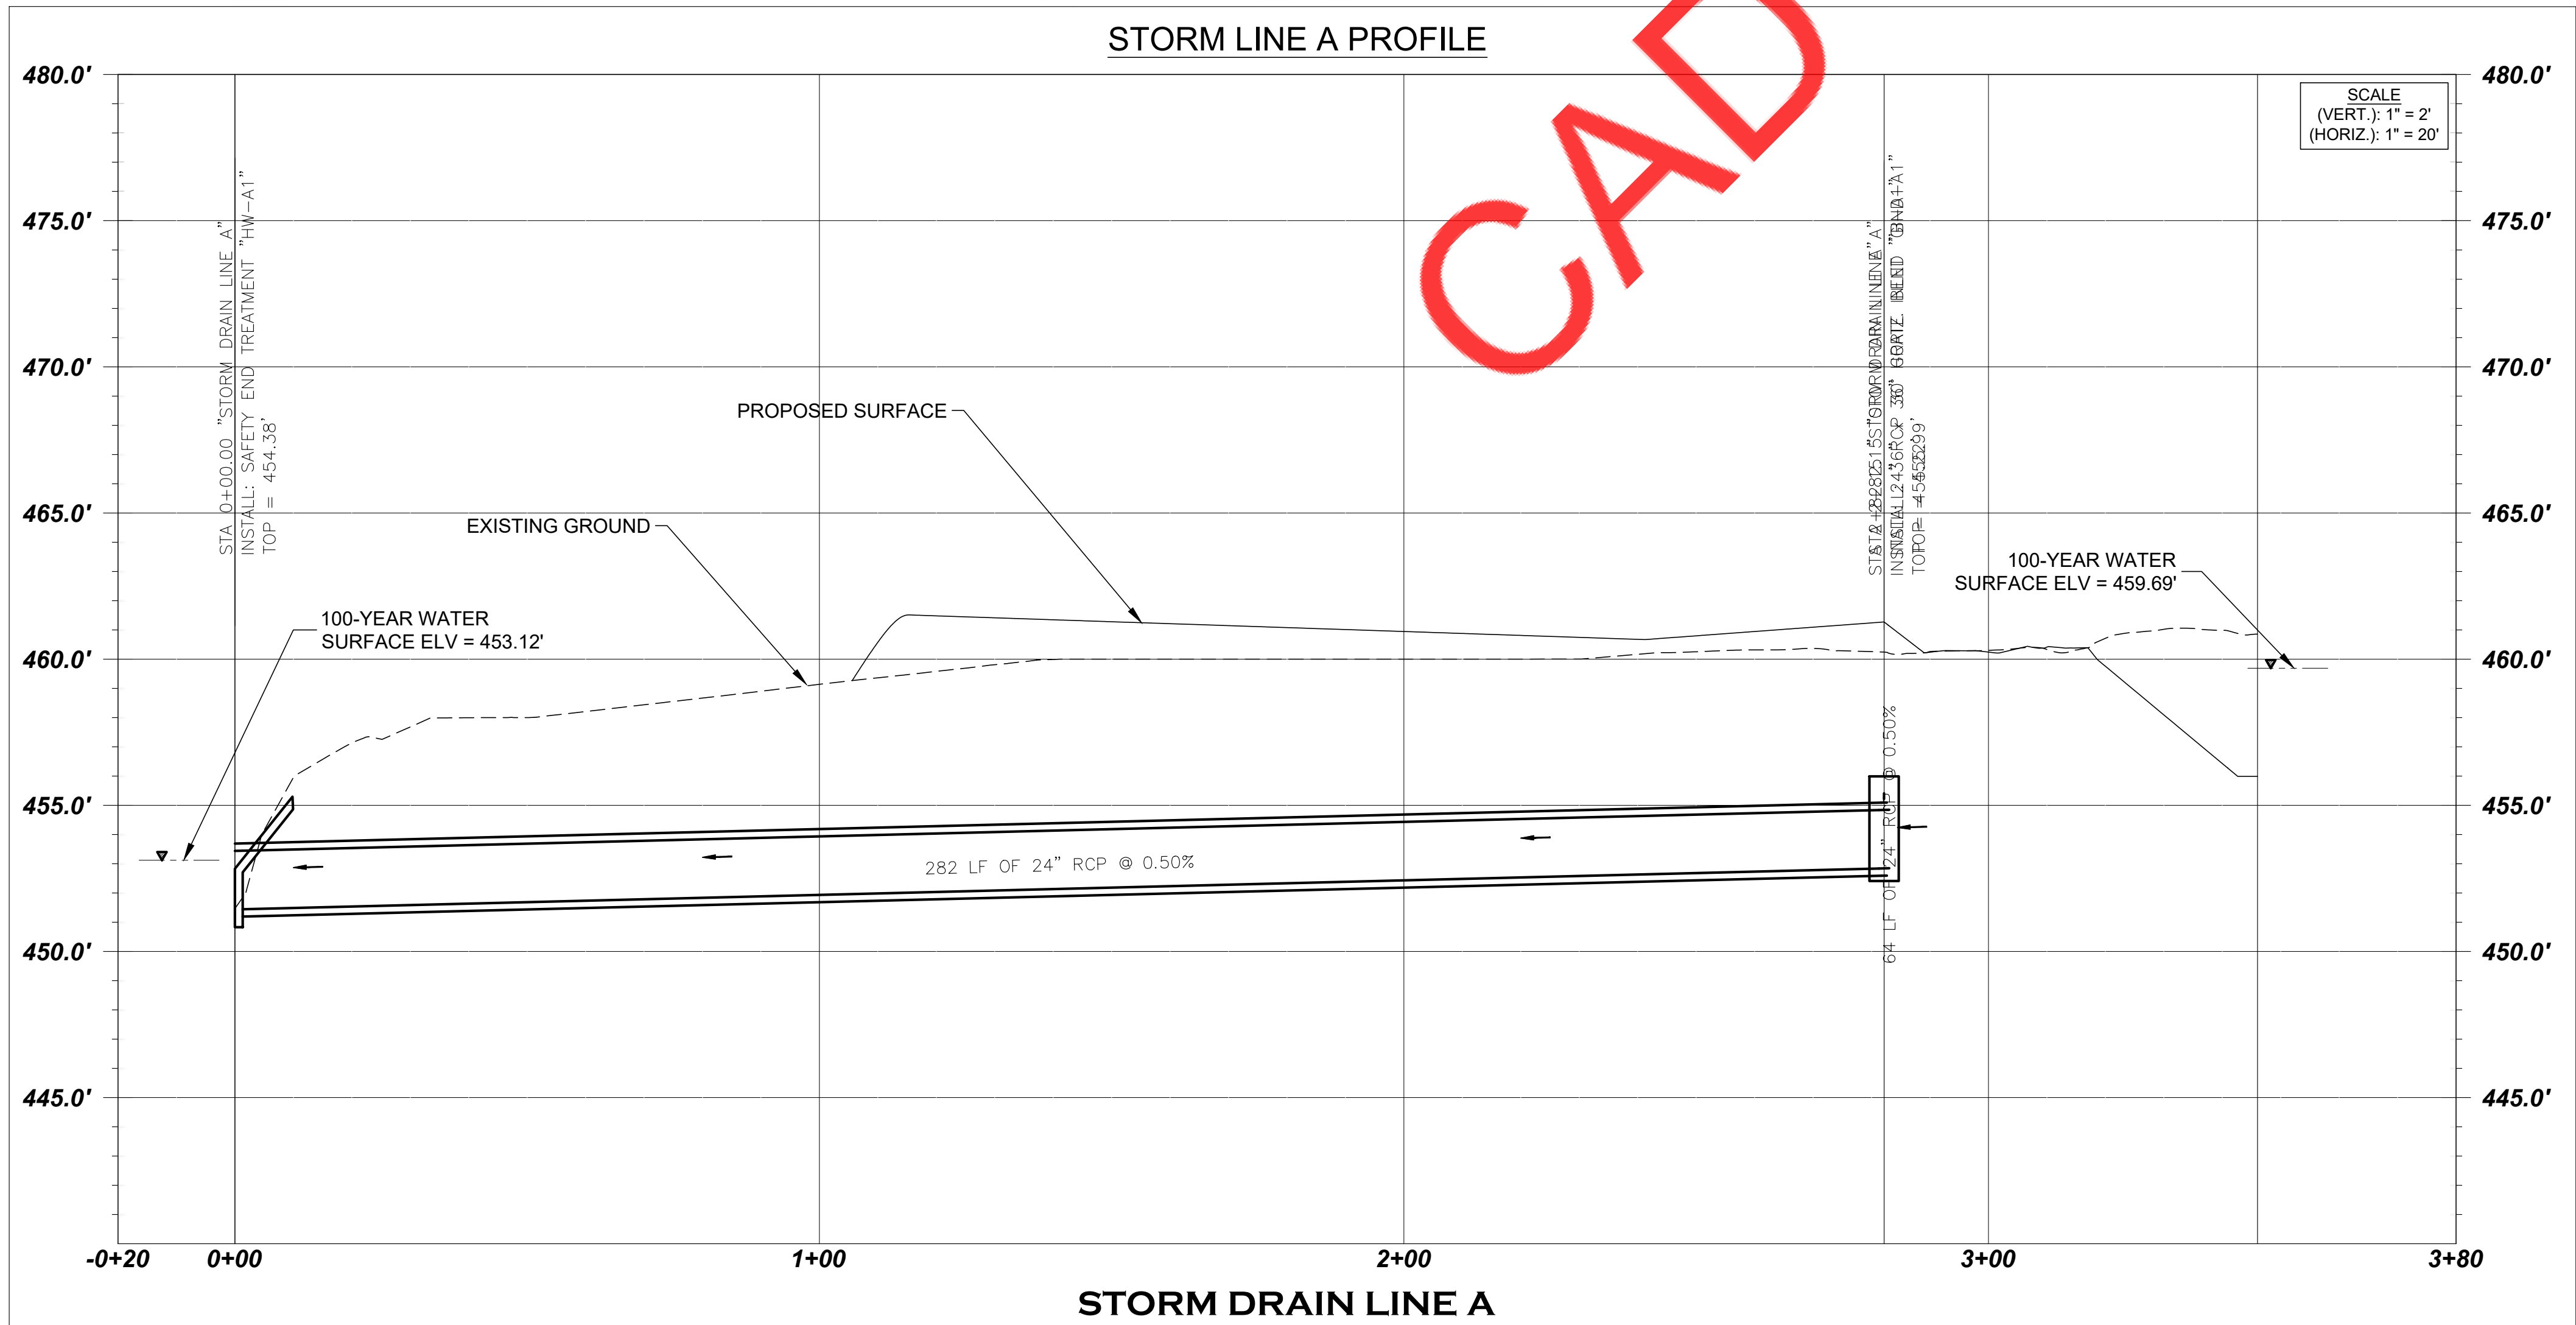 STORM LINE A PROFILE
CAD
480.0'
480.0'
SCALE
(VERT.): 1" = 2'
(HORIZ.): 1" = 20'
475.0'
475.0'
470.0'
470.0'
465.0'
465.0'
460.0'
460.0'
455.0'
455.0'
450.0'
450.0'
445.0'
445.0'
STA 0+00.00 "STORM DRAIN LINE A"
INSTALL: SAFETY END TREATMENT "HW-A1"
TOP = 454.38'
PROPOSED SURFACE
EXISTING GROUND
100-YEAR WATER
SURFACE ELV = 453.12'
100-YEAR WATER
SURFACE ELV = 459.69'
282 LF OF 24" RCP @ 0.50%
64 LF OF 24" RCP @ 0.50%
-0+20
0+00
1+00
2+00
3+00
3+80
STORM DRAIN LINE A